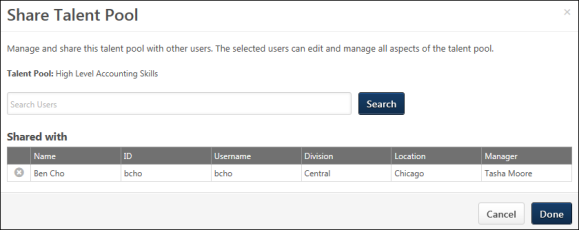 Share Talent Pool
Manage and share this talent pool with other users. The selected users can edit and manage all aspects of the talent pool.
Talent Pool: High Level Accounting Skills
Search Users Search
Shared with
Name ID Username Division Location Manager
Ben Cho bcho bcho Central Chicago Tasha Moore
Cancel Done